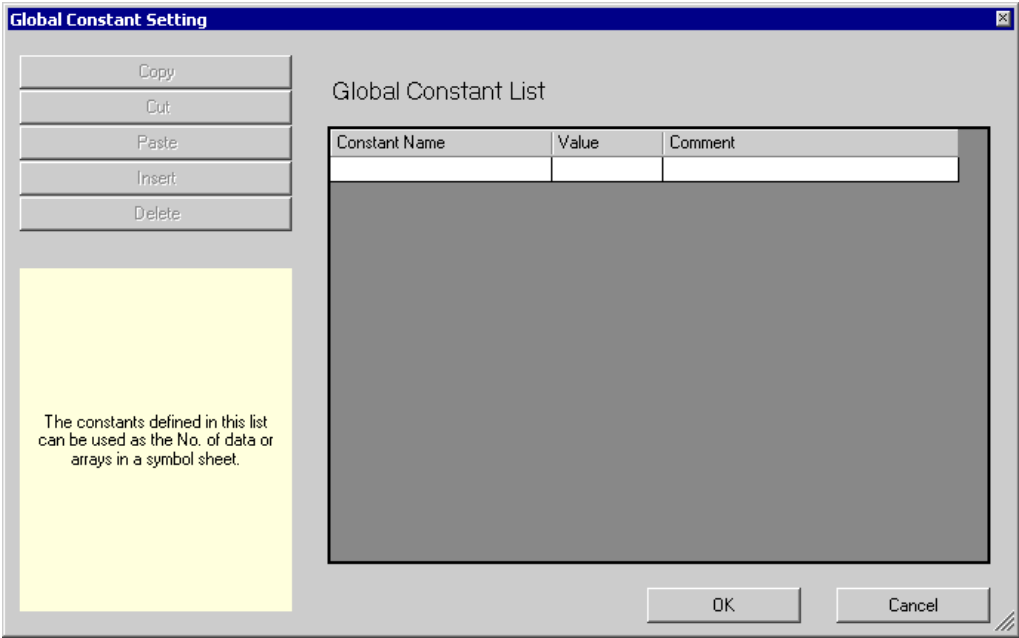 Global Constant Setting
Copy
Cut
Paste
Insert
Delete
The constants defined in this list
can be used as the No. of data or
arrays in a symbol sheet.
Global Constant List
Constant Name Value Comment
OK Cancel